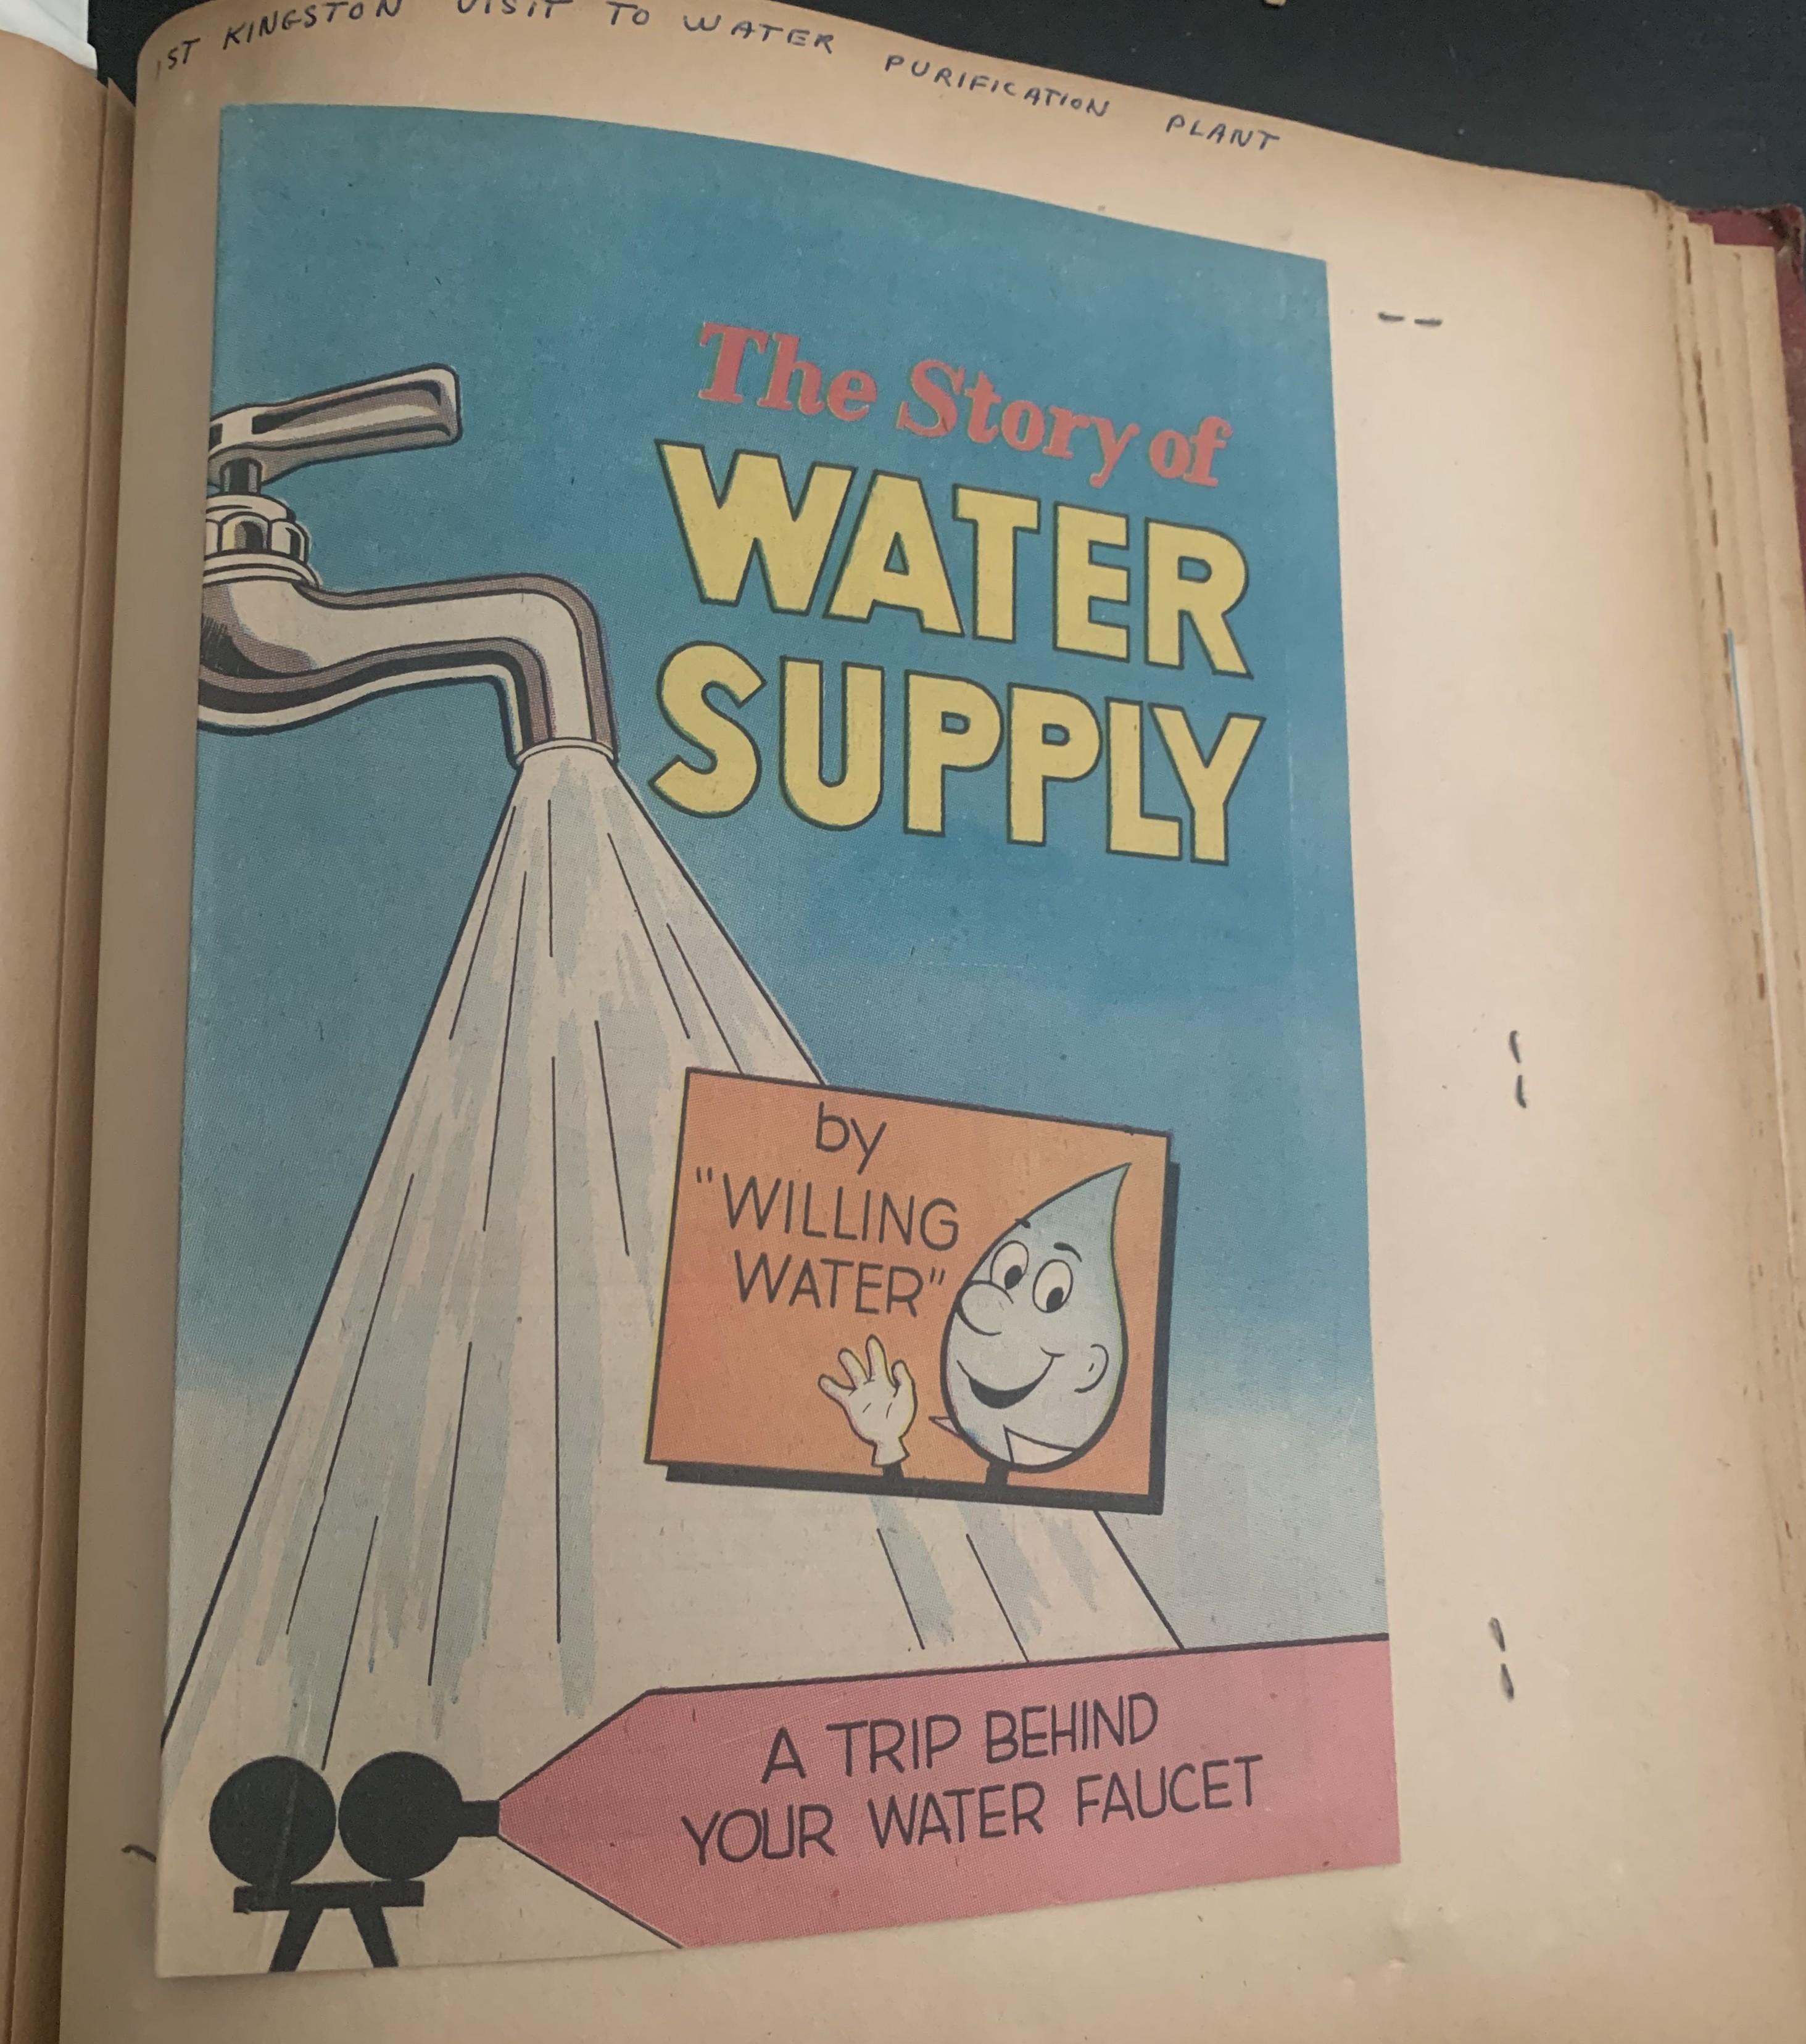 1ST KINGSTON VISIT TO WATER PURIFICATION PLANT
The Story of
WATER
SUPPLY
by
"WILLING
WATER"
A TRIP BEHIND
YOUR WATER FAUCET